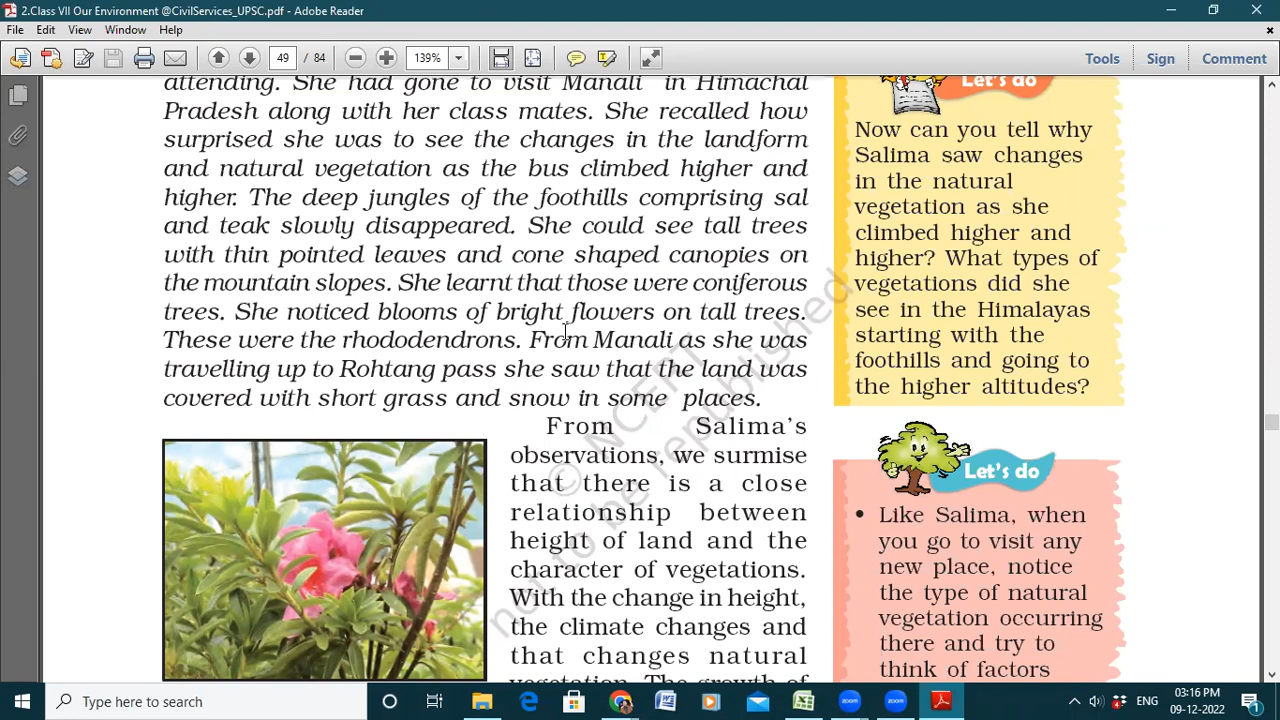 2.Class VII Our Environment @CivilServices_UPSC.pdf - Adobe Reader
File Edit View Window Help
49 / 84 139% Tools Sign Comment
attending. She had gone to visit Manali in Himachal
Pradesh along with her class mates. She recalled how
surprised she was to see the changes in the landform
and natural vegetation as the bus climbed higher and
higher. The deep jungles of the foothills comprising sal
and teak slowly disappeared. She could see tall trees
with thin pointed leaves and cone shaped canopies on
the mountain slopes. She learnt that those were coniferous
trees. She noticed blooms of bright flowers on tall trees.
These were the rhododendrons. From Manali as she was
travelling up to Rohtang pass she saw that the land was
covered with short grass and snow in some places.
From Salima's
observations, we surmise
that there is a close
relationship between
height of land and the
character of vegetations.
With the change in height,
the climate changes and
that changes natural
vegetation. The growth of
© NCERT
not to be republished
Let's do
Now can you tell why
Salima saw changes
in the natural
vegetation as she
climbed higher and
higher? What types of
vegetations did she
see in the Himalayas
starting with the
foothills and going to
the higher altitudes?
Let's do
• Like Salima, when
you go to visit any
new place, notice
the type of natural
vegetation occurring
there and try to
think of factors
Type here to search
zoom zoom
ENG
03:16 PM
09-12-2022
1